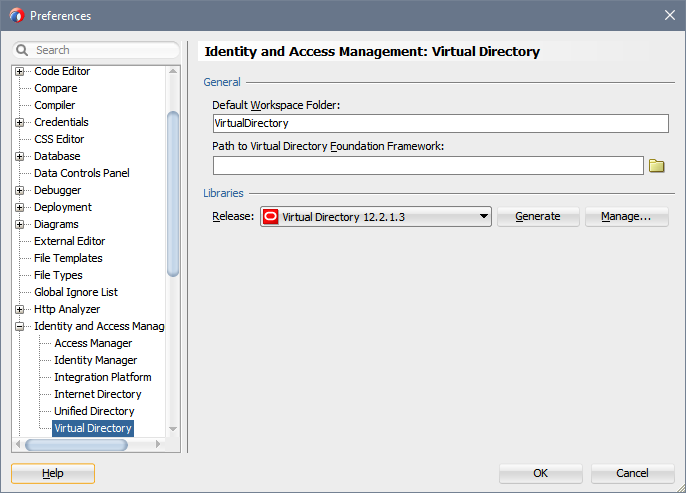 Preferences
Search
Code Editor
Compare
Compiler
Credentials
CSS Editor
Database
Data Controls Panel
Debugger
Deployment
Diagrams
External Editor
File Templates
File Types
Global Ignore List
Http Analyzer
Identity and Access Manag
Access Manager
Identity Manager
Integration Platform
Internet Directory
Unified Directory
Virtual Directory
Identity and Access Management: Virtual Directory
General
Default Workspace Folder:
VirtualDirectory
Path to Virtual Directory Foundation Framework:
Libraries
Release: Virtual Directory 12.2.1.3 Generate Manage...
Help OK Cancel